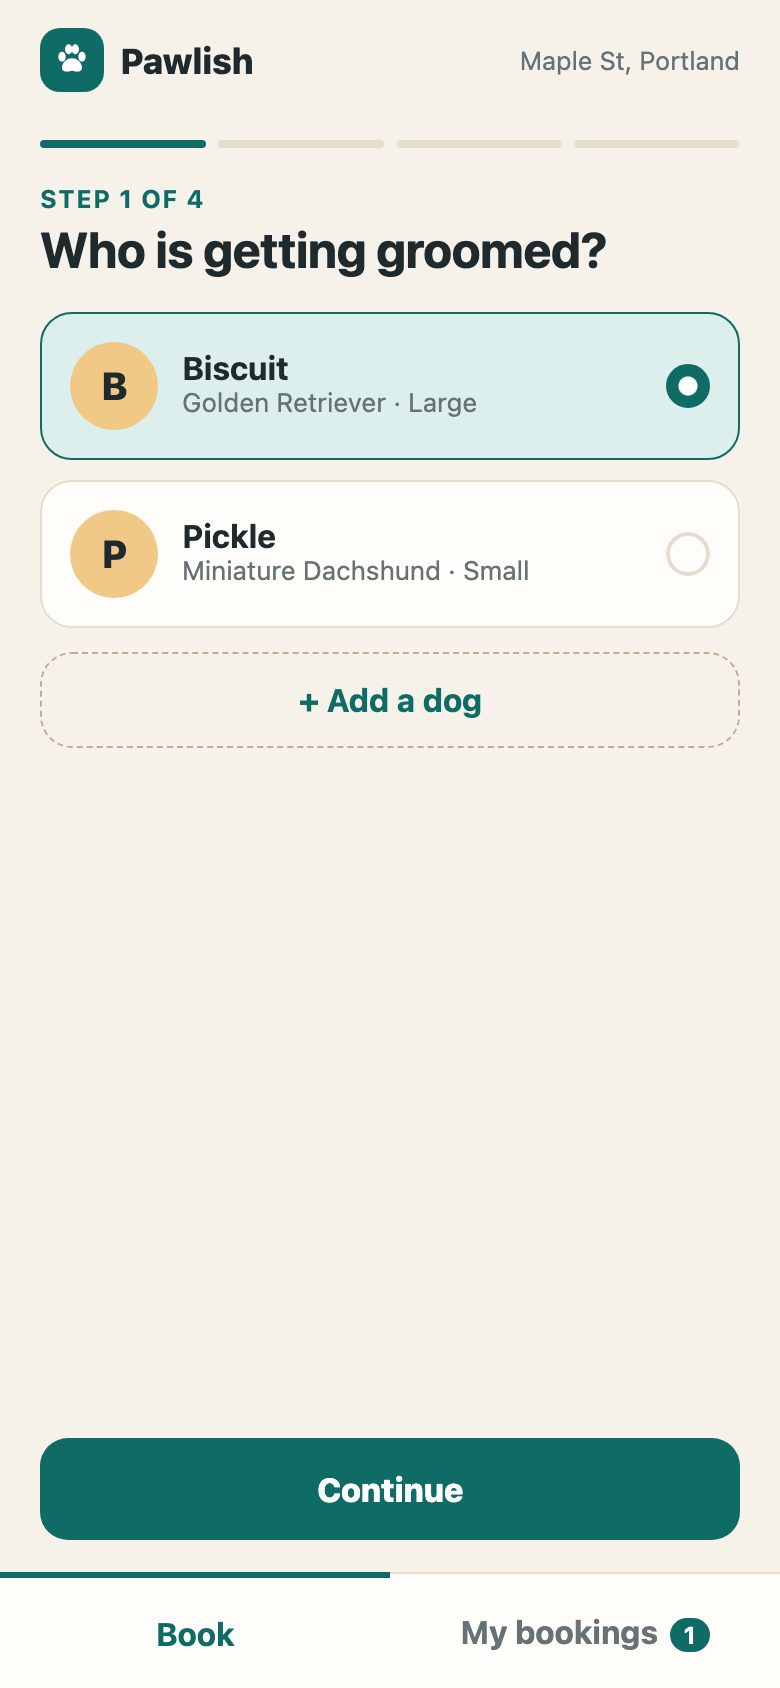 Pawlish
Maple St, Portland
STEP 1 OF 4
Who is getting groomed?
B
Biscuit
Golden Retriever · Large
P
Pickle
Miniature Dachshund · Small
+ Add a dog
Continue
Book
My bookings 1